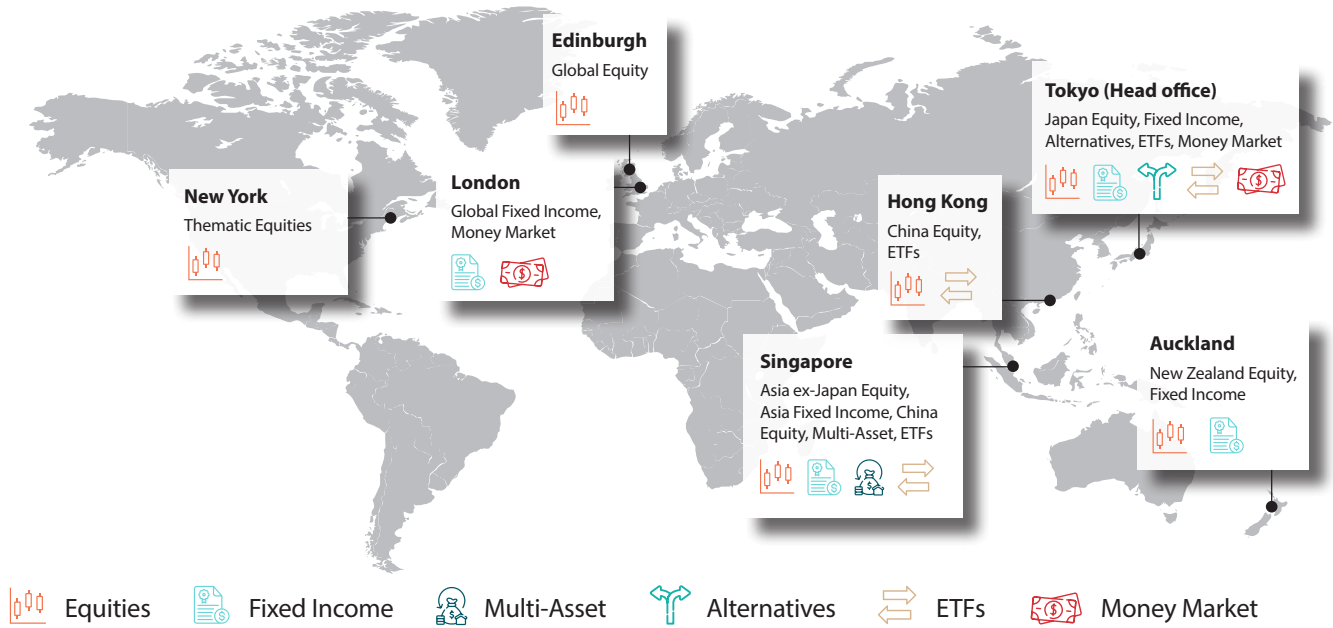 Edinburgh
Global Equity
Tokyo (Head office)
Japan Equity, Fixed Income,
Alternatives, ETFs, Money Market
New York
Thematic Equities
London
Global Fixed Income,
Money Market
Hong Kong
China Equity,
ETFs
Singapore
Asia ex-Japan Equity,
Asia Fixed Income, China
Equity, Multi-Asset, ETFs
Auckland
New Zealand Equity,
Fixed Income
Equities
Fixed Income
Multi-Asset
Alternatives
ETFs
Money Market